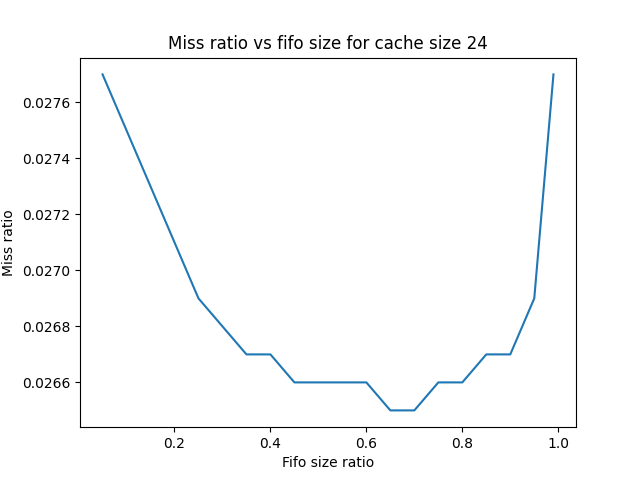 Miss ratio vs fifo size for cache size 24
0.0276
0.0274
0.0272
0.0270
0.0268
0.0266
Miss ratio
0.2 0.4 0.6 0.8 1.0
Fifo size ratio